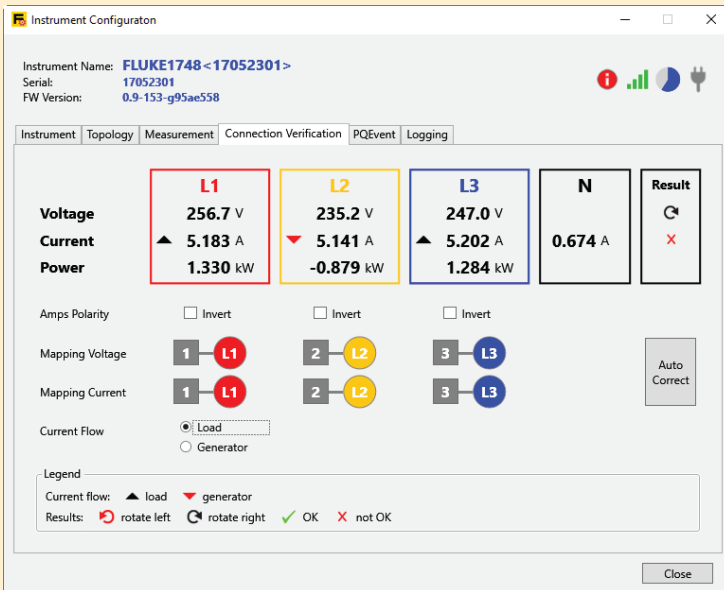 Instrument Configuraton
Instrument Name: FLUKE1748<17052301>
Serial: 17052301
FW Version: 0.9-153-g95ae558
Instrument Topology Measurement Connection Verification PQEvent Logging
L1 L2 L3 N Result
Voltage 256.7 V 235.2 V 247.0 V
Current 5.183 A 5.141 A 5.202 A 0.674 A
Power 1.330 kW -0.879 kW 1.284 kW
Amps Polarity Invert Invert Invert
Mapping Voltage 1 L1 2 L2 3 L3
Mapping Current 1 L1 2 L2 3 L3
Auto
Correct
Current Flow Load
Generator
Legend
Current flow: load generator
Results: rotate left rotate right OK not OK
Close